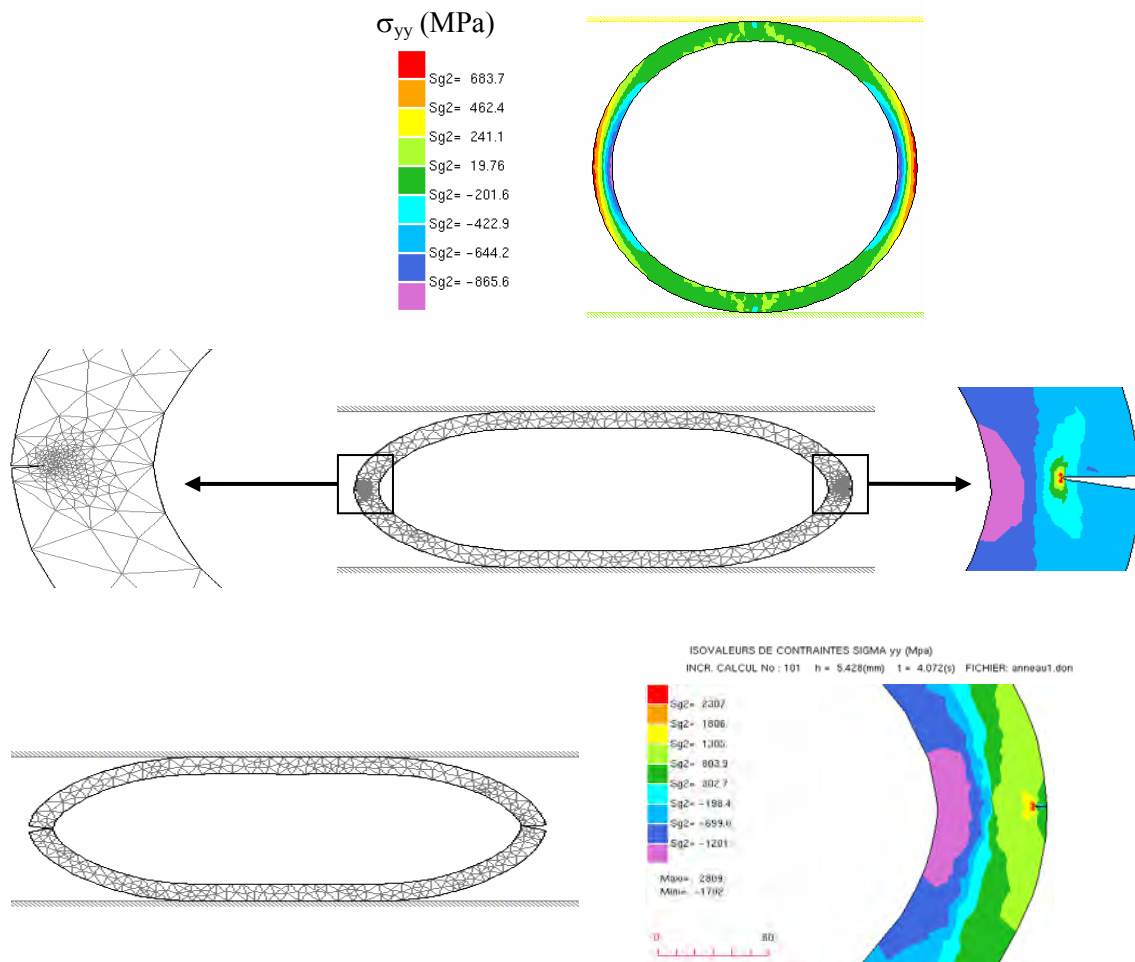 σyy (MPa)
Sg2= 683.7
Sg2= 462.4
Sg2= 241.1
Sg2= 19.76
Sg2= -201.6
Sg2= -422.9
Sg2= -644.2
Sg2= -865.6
ISOVALEURS DE CONTRAINTES SIGMA yy (Mpa)
INCR. CALCUL No : 101 h = 5.428(mm) t = 4.072(s) FICHIER: anneau1.don
Sg2= 2307.
Sg2= 1806.
Sg2= 1305.
Sg2= 803.9
Sg2= 302.7
Sg2= -198.4
Sg2=
Sg2= -1201.
Maxi= 2809
Mini= -1702
0